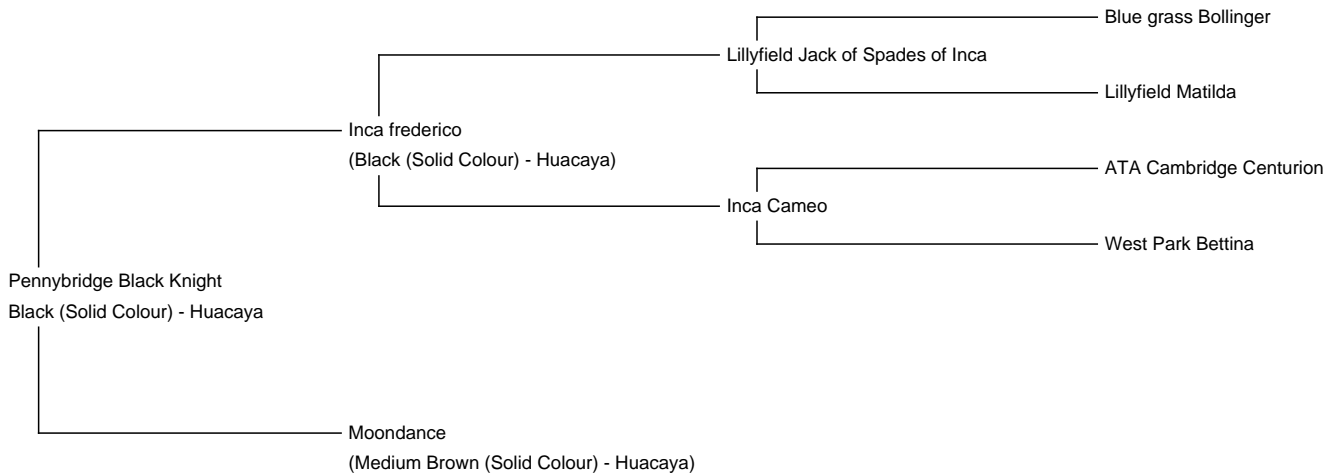 Blue grass Bollinger
Lillyfield Jack of Spades of Inca
Lillyfield Matilda
Inca frederico
(Black (Solid Colour) - Huacaya)
ATA Cambridge Centurion
Inca Cameo
West Park Bettina
Pennybridge Black Knight
Black (Solid Colour) - Huacaya
Moondance
(Medium Brown (Solid Colour) - Huacaya)